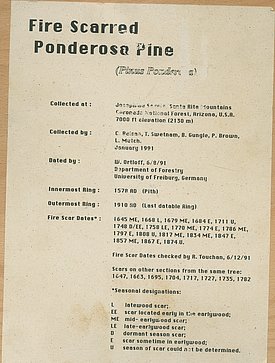 Fire Scarred
Ponderosa Pine
(Pinus Ponder a)
Collected at : Santa Rita Mountains
Coronado National Forest, Arizona, U.S.A.
7000 ft elevation (2130 m)
Collected by : C. Baisan, T. Swetnam, B. Gungle, P. Brown,
L. Mutch.
January 1991
Dated by : W. Ortloff, 6/8/91
Department of Forestry
University of Freiburg, Germany
Innermost Ring : 1578 AD (Pith)
Outermost Ring : 1910 AD (Last datable Ring)
Fire Scar Dates* : 1645 ME, 1668 L, 1679 ME, 1684 E, 1711 U,
1748 D/EE, 1758 LE, 1770 ME, 1774 E, 1786 ME,
1797 E, 1808 U, 1817 ME, 1834 ME, 1847 E,
1857 ME, 1867 E, 1874 U.
Fire Scar Dates checked by R. Touchan, 6/12/91
Scars on other sections from the same tree:
1647, 1663, 1695, 1704, 1717, 1727, 1735, 1782
*Seasonal designations:
L latewood scar;
EE scar located early in the earlywood;
ME mid- earlywood scar;
LE late-earlywood scar;
D dormant season scar;
E scar sometime in earlywood;
U season of scar could not be determined.